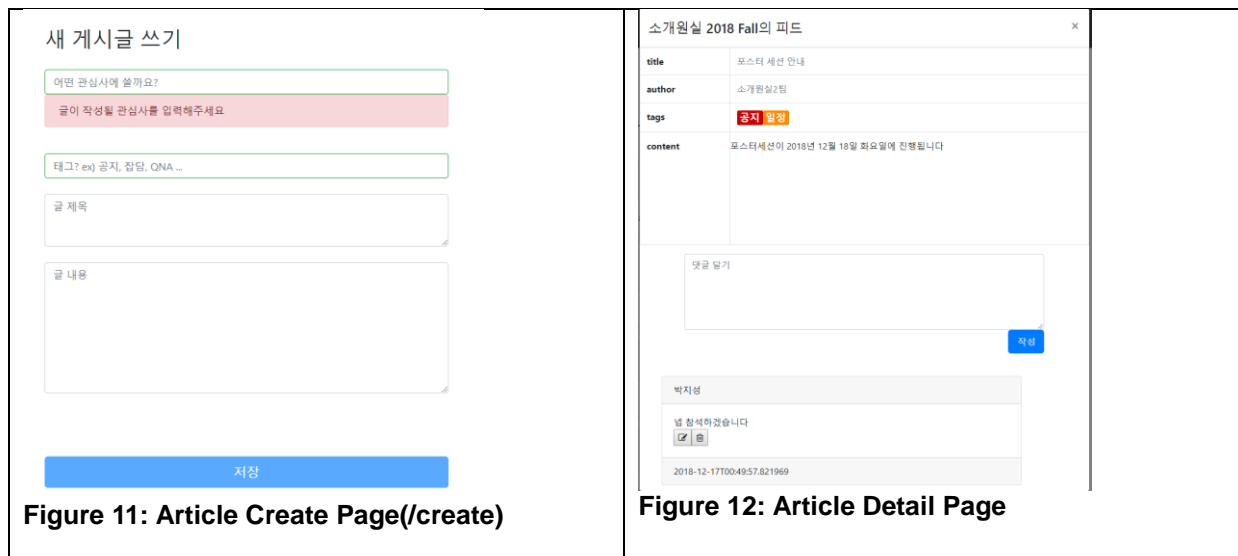 새 게시글 쓰기
어떤 관심사에 쓸까요?
글이 작성될 관심사를 입력해주세요
태그? ex) 공지, 잡담, QNA ...
글 제목
글 내용
저장
Figure 11: Article Create Page(/create)
소개원실 2018 Fall의 피드 ×
title 포스터 세션 안내
author 소개원실2팀
tags 공지 일정
content 포스터세션이 2018년 12월 18일 화요일에 진행됩니다
댓글 달기
작성
박지성
넵 참석하겠습니다
2018-12-17T00:49:57.821969
Figure 12: Article Detail Page